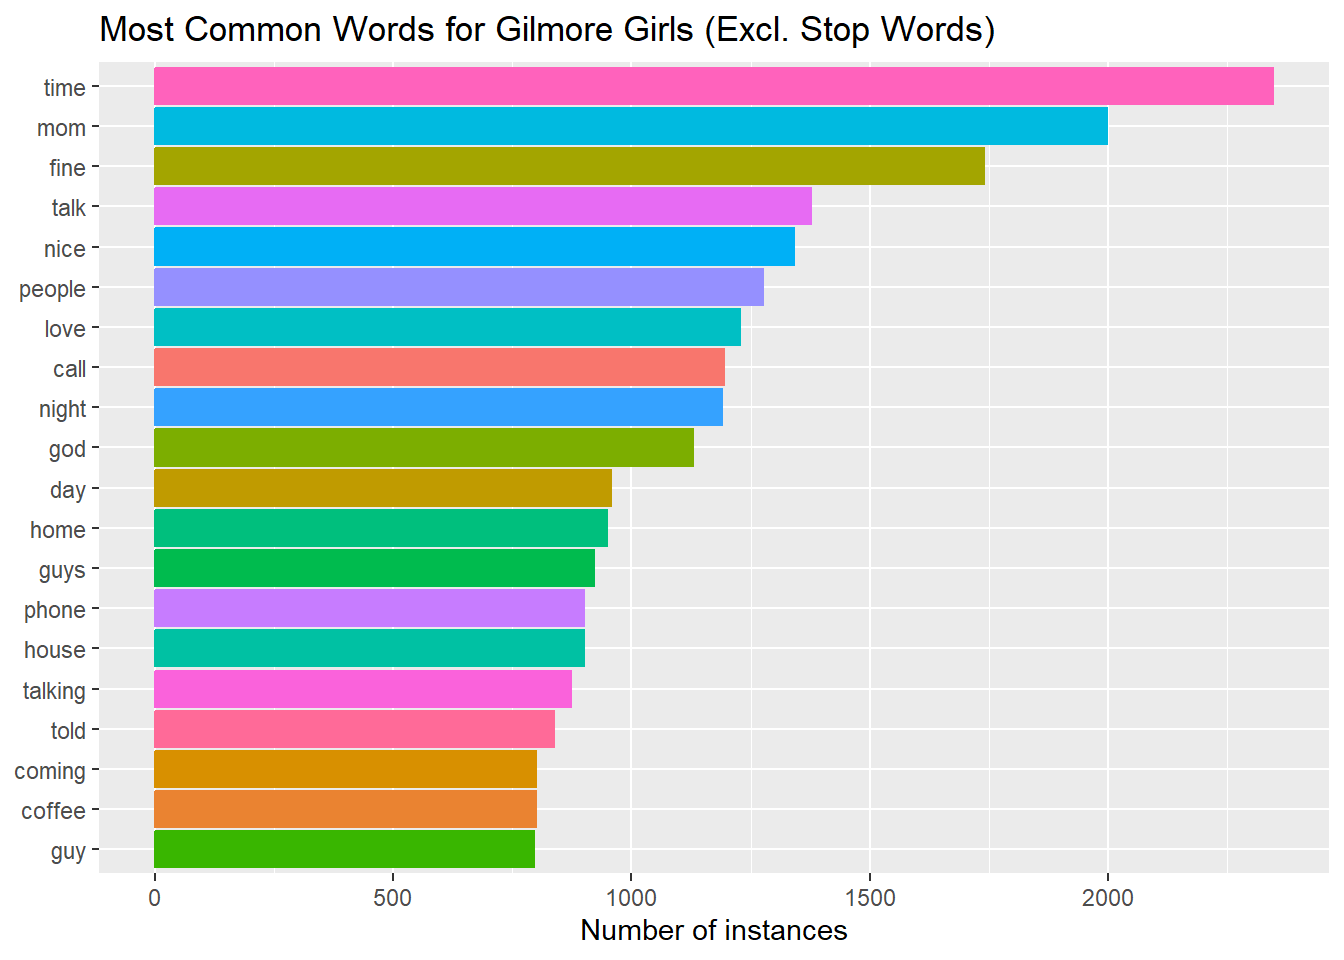 Most Common Words for Gilmore Girls (Excl. Stop Words)
time
mom
fine
talk
nice
people
love
call
night
god
day
home
guys
phone
house
talking
told
coming
coffee
guy
0 500 1000 1500 2000
Number of instances